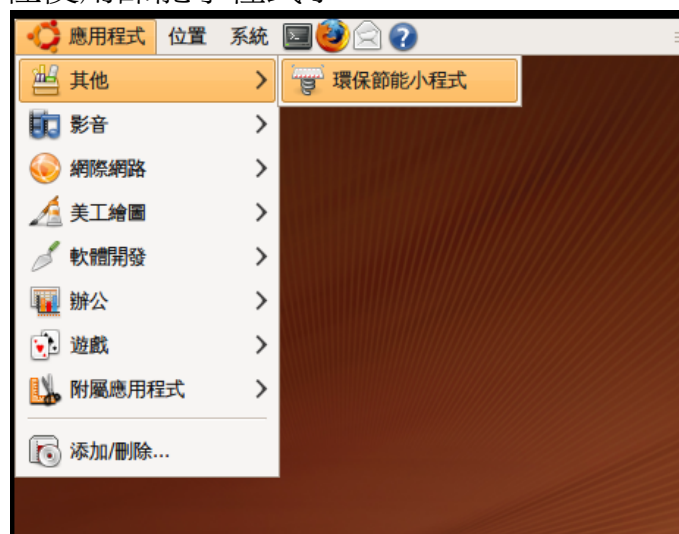 應用程式 位置 系統
其他
環保節能小程式
影音
網際網路
美工繪圖
軟體開發
辦公
遊戲
附屬應用程式
添加/刪除...